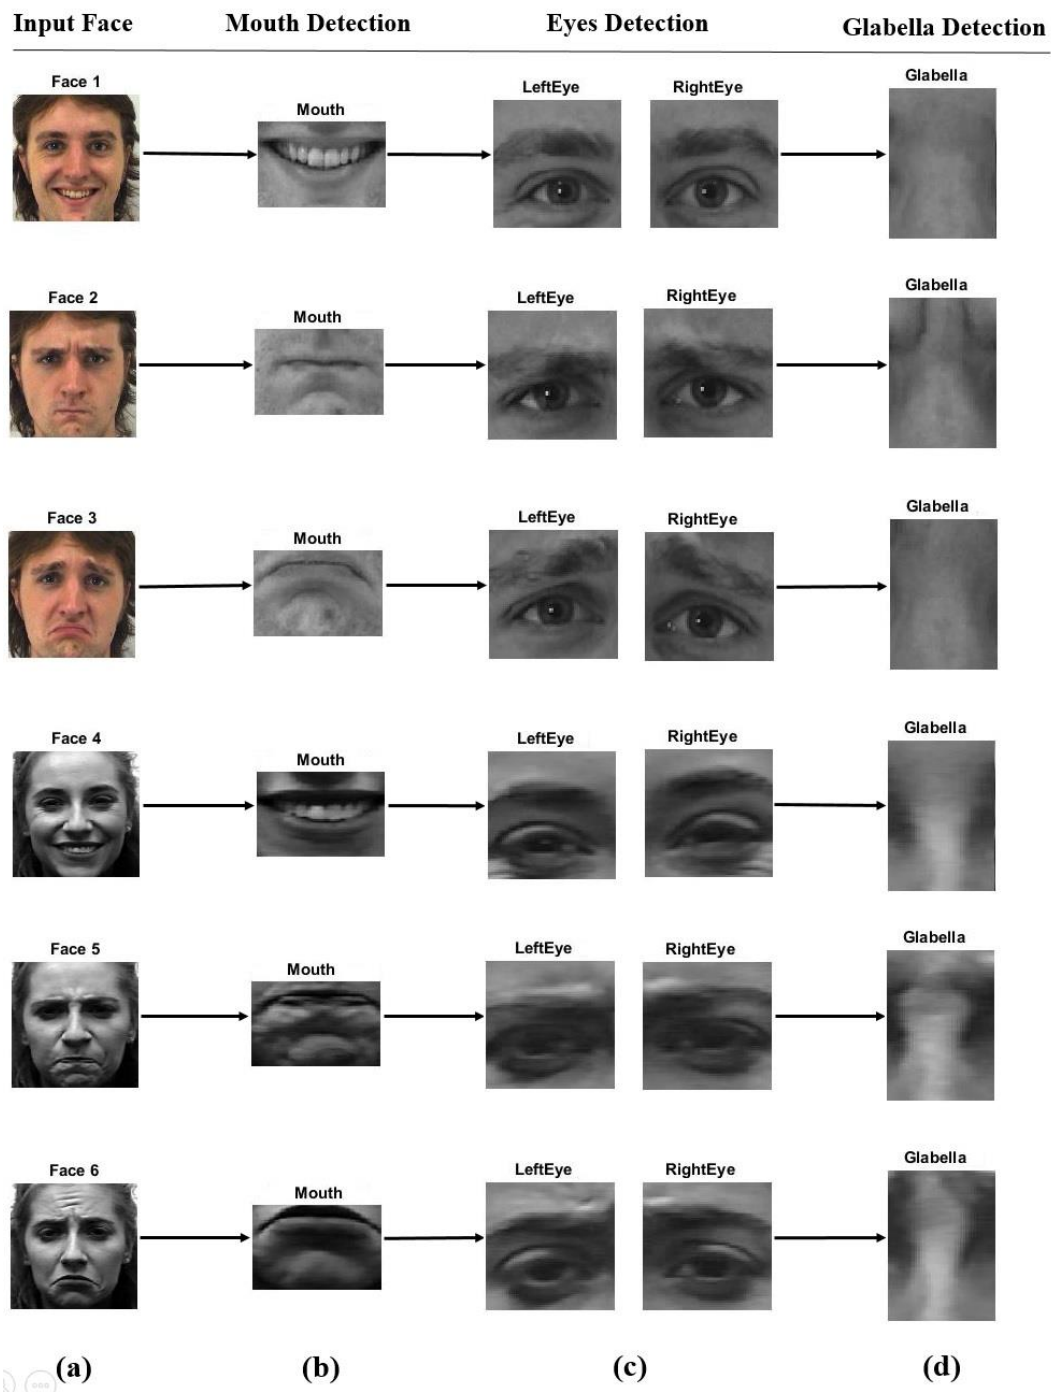 Input Face Mouth Detection Eyes Detection Glabella Detection
Face 1 Mouth LeftEye RightEye Glabella
Face 2 Mouth LeftEye RightEye Glabella
Face 3 Mouth LeftEye RightEye Glabella
Face 4 Mouth LeftEye RightEye Glabella
Face 5 Mouth LeftEye RightEye Glabella
Face 6 Mouth LeftEye RightEye Glabella
(a) (b) (c) (d)